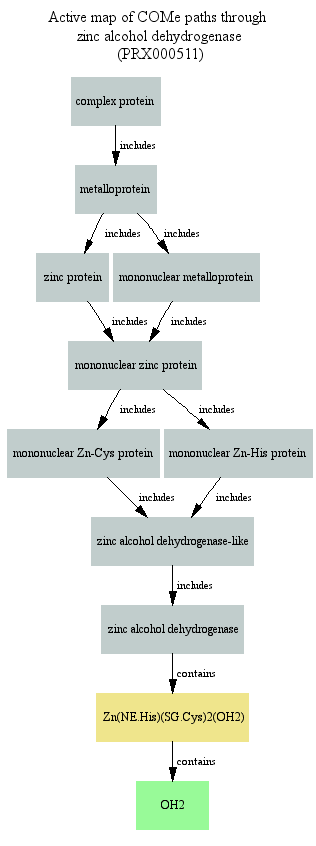 Active map of COMe paths through
zinc alcohol dehydrogenase
(PRX000511)
complex protein
includes
metalloprotein
includes
includes
zinc protein
mononuclear metalloprotein
includes
includes
mononuclear zinc protein
includes
includes
mononuclear Zn-Cys protein
mononuclear Zn-His protein
includes
includes
zinc alcohol dehydrogenase-like
includes
zinc alcohol dehydrogenase
contains
Zn(NE.His)(SG.Cys)2(OH2)
contains
OH2